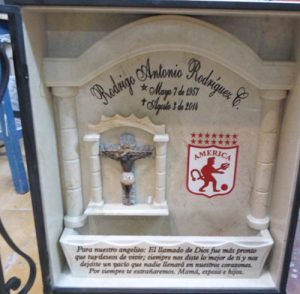 Rodrigo Antonio Rodríguez C.
Mayo 7 de 1957
Agosto 3 de 2014
AMERICA
Para nuestro angelito: El llamado de Dios fue más pronto
que tus deseos de vivir; siempre nos diste lo mejor de ti y nos
dejaste un vacio que nadie llenará en nuestros corazones.
Por siempre te extrañaremos. Mamá, esposa e hijos.